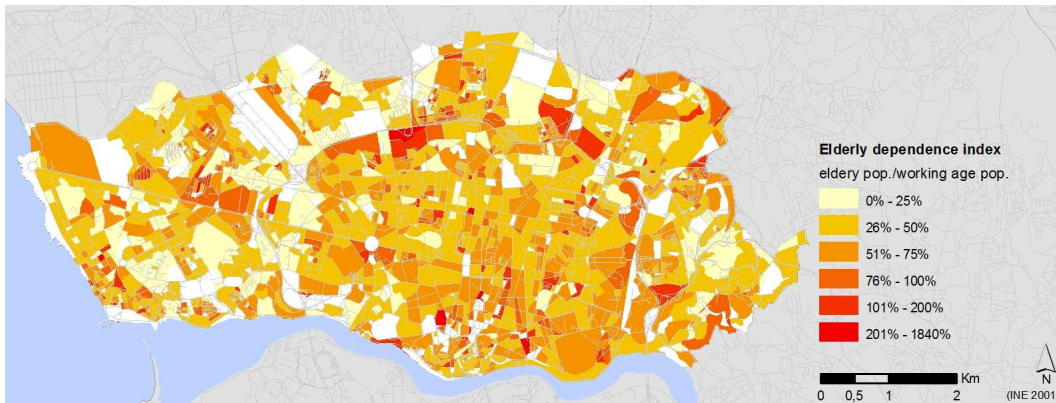 Elderly dependence index
eldery pop./working age pop.
0% - 25%
26% - 50%
51% - 75%
76% - 100%
101% - 200%
201% - 1840%
Km
0 0,5 1 2
N
(INE 2001